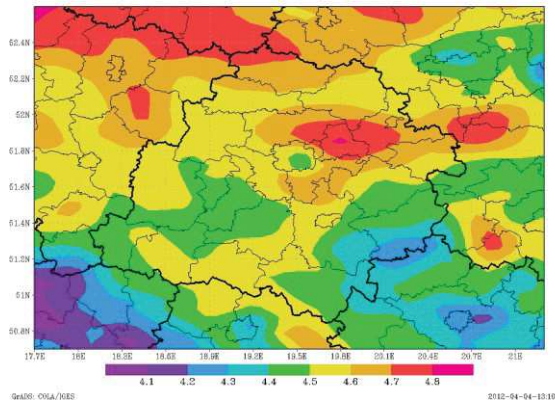 52.4N
52.2N
52N
51.8N
51.6N
51.4N
51.2N
51N
50.8N
17.7E 18E 18.3E 18.6E 18.9E 19.2E 19.5E 19.8E 20.1E 20.4E 20.7E 21E
4.1 4.2 4.3 4.4 4.5 4.6 4.7 4.8
GrADS: COLA/IGES 2012-04-04-13:18